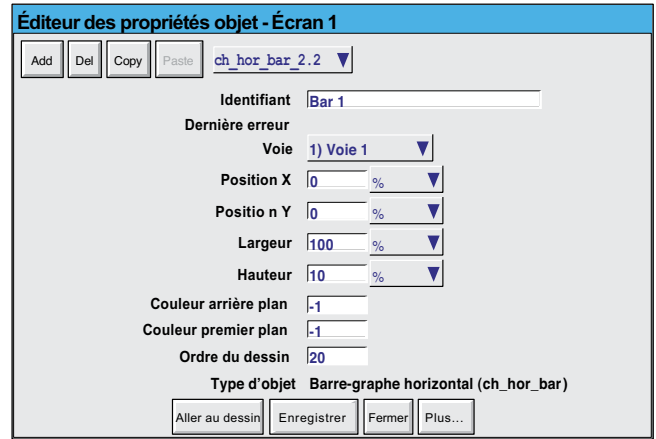 Éditeur des propriétés objet - Écran 1
Add Del Copy Paste ch_hor_bar_2.2
Identifiant Bar 1
Dernière erreur
Voie 1) Voie 1
Position X 0 %
Positio n Y 0 %
Largeur 100 %
Hauteur 10 %
Couleur arrière plan -1
Couleur premier plan -1
Ordre du dessin 20
Type d'objet Barre-graphe horizontal (ch_hor_bar)
Aller au dessin Enregistrer Fermer Plus...